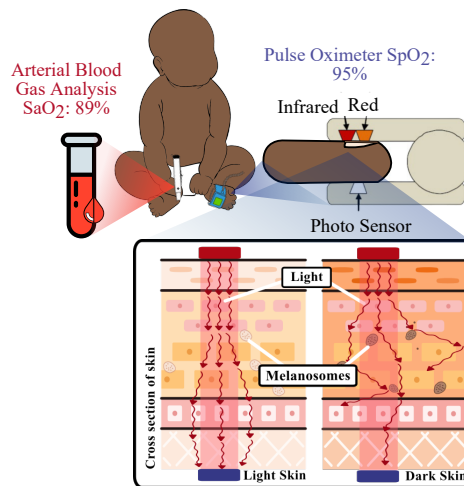 Arterial Blood
Gas Analysis
SaO2: 89%
Pulse Oximeter SpO2:
95%
Infrared Red
Photo Sensor
Light
Melanosomes
Cross section of skin
Light Skin
Dark Skin